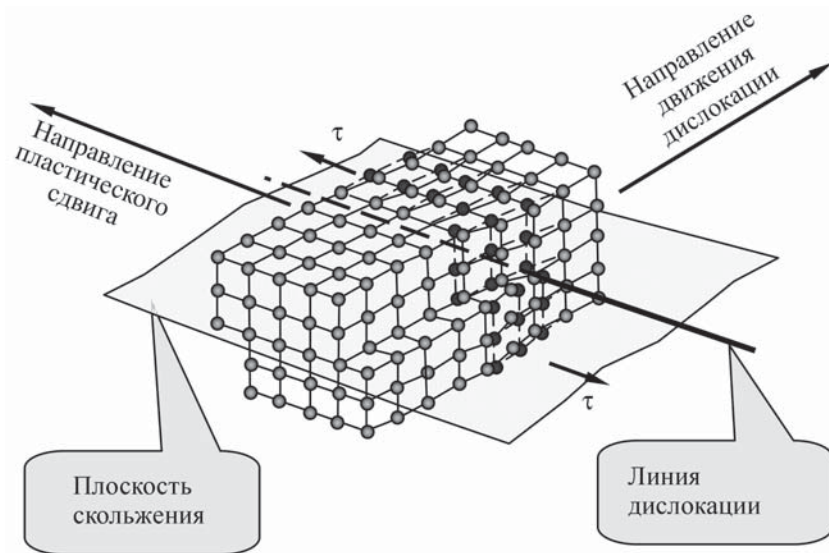 Направление
пластического
сдвига
τ
Направление
движения
дислокации
τ
Плоскость
скольжения
Линия
дислокации